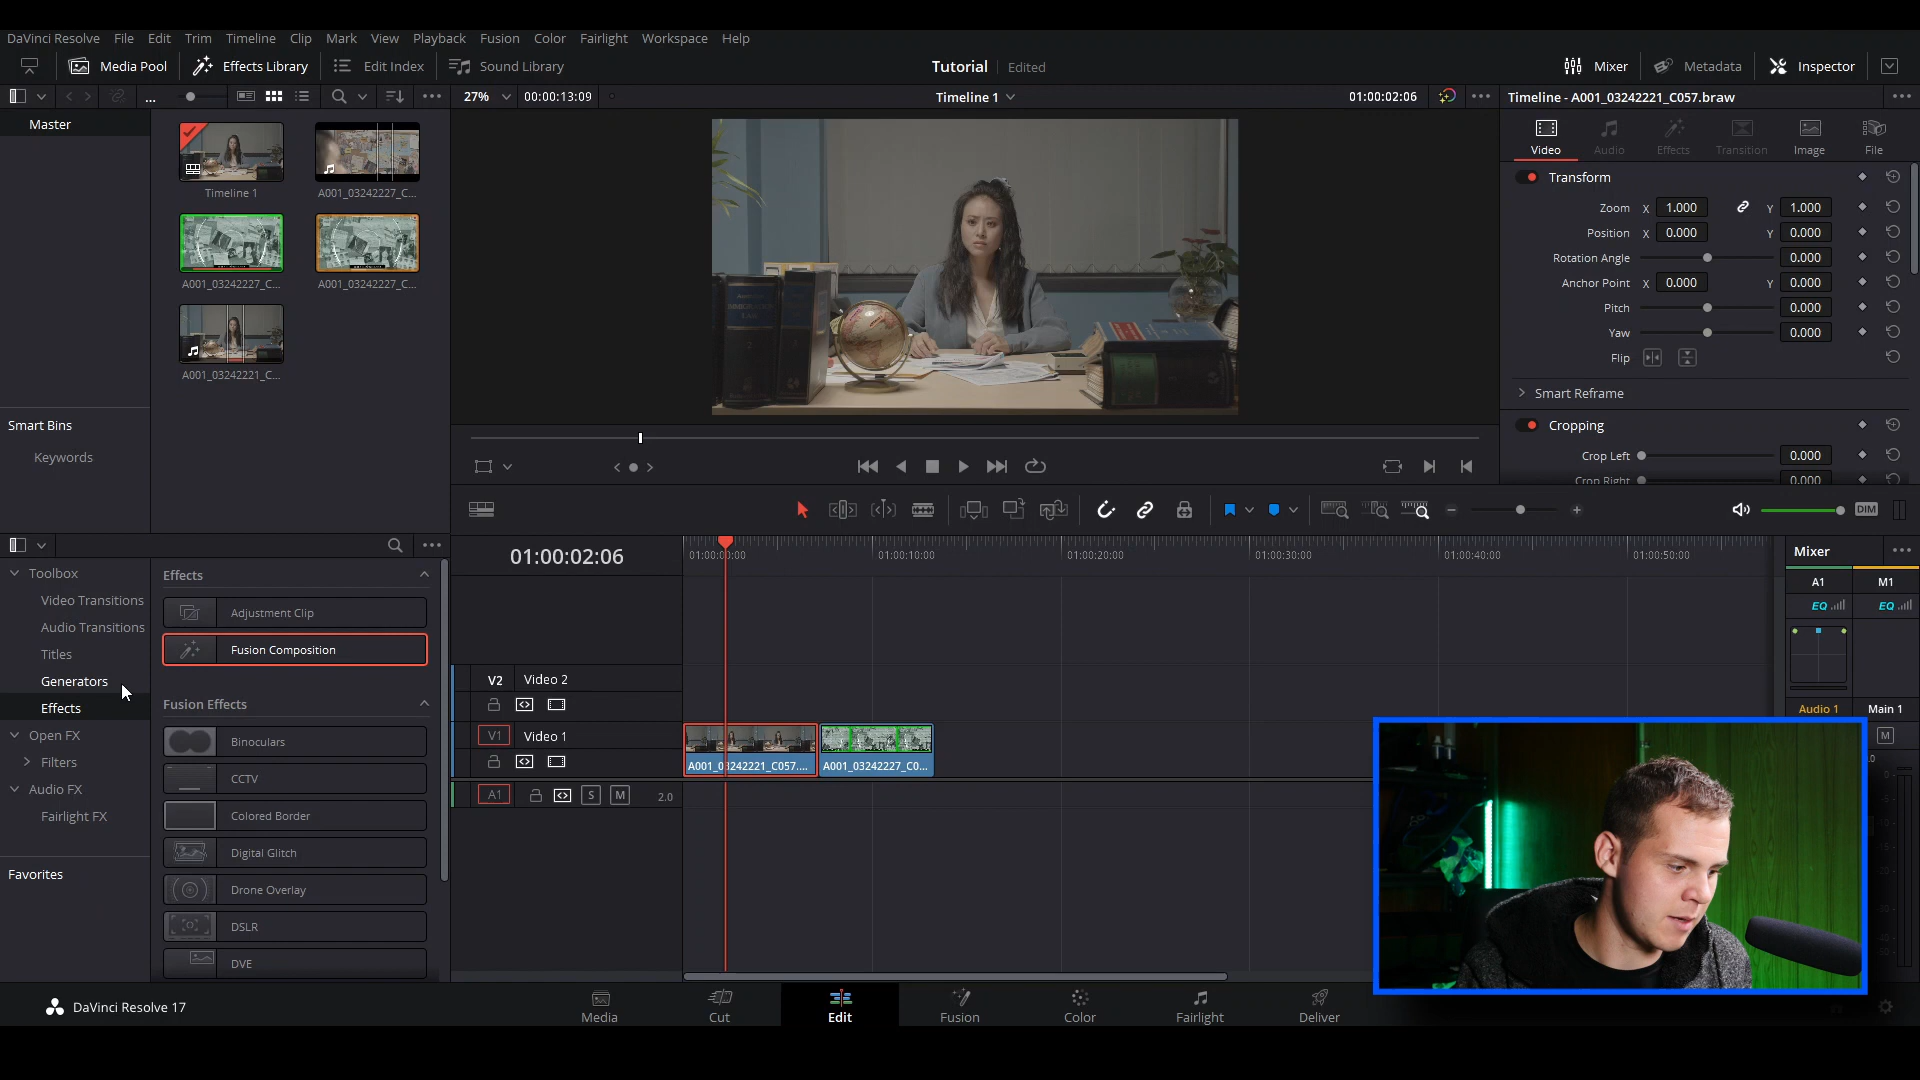 DaVinci Resolve File Edit Trim Timeline Clip Mark View Playback Fusion Color Fairlight Workspace Help
Media Pool Effects Library Edit Index Sound Library Tutorial Edited Mixer Metadata Inspector
... 27% 00:00:13:09 Timeline 1 01:00:02:06 Timeline - A001_03242221_C057.braw
Master
Timeline 1 A001_03242227_C...
A001_03242227_C... A001_03242227_C...
A001_03242221_C...
Smart Bins
Keywords
Video Audio Effects Transition Image File
Transform
Zoom X 1.000 Y 1.000
Position X 0.000 Y 0.000
Rotation Angle 0.000
Anchor Point X 0.000 Y 0.000
Pitch 0.000
Yaw 0.000
Flip
Smart Reframe
Cropping
Crop Left 0.000
Crop Right 0.000
DIM
Toolbox
Video Transitions
Audio Transitions
Titles
Generators
Effects
Open FX
Filters
Audio FX
Fairlight FX
Favorites
Effects
Adjustment Clip
Fusion Composition
Fusion Effects
Binoculars
CCTV
Colored Border
Digital Glitch
Drone Overlay
DSLR
DVE
01:00:02:06
01:00:00:00 01:00:10:00 01:00:20:00 01:00:30:00 01:00:40:00 01:00:50:00
V2 Video 2
V1 Video 1
A001_03242221_C057.... A001_03242227_C0...
A1 S M 2.0
Mixer
A1 M1
EQ EQ
Audio 1 Main 1
M
DaVinci Resolve 17
Media Cut Edit Fusion Color Fairlight Deliver